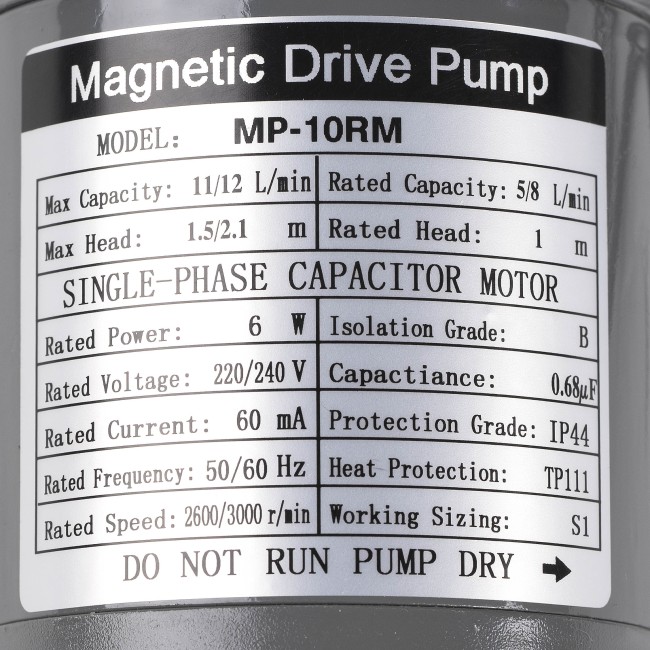 Magnetic Drive Pump
MODEL: MP-10RM
Max Capacity: 11/12 L/min Rated Capacity: 5/8 L/min
Max Head: 1.5/2.1 m Rated Head: 1 m
SINGLE-PHASE CAPACITOR MOTOR
Rated Power: 6 W Isolation Grade: B
Rated Voltage: 220/240 V Capactiance: 0.68μF
Rated Current: 60 mA Protection Grade: IP44
Rated Frequency: 50/60 Hz Heat Protection: TP111
Rated Speed: 2600/3000 r/min Working Sizing: S1
DO NOT RUN PUMP DRY →